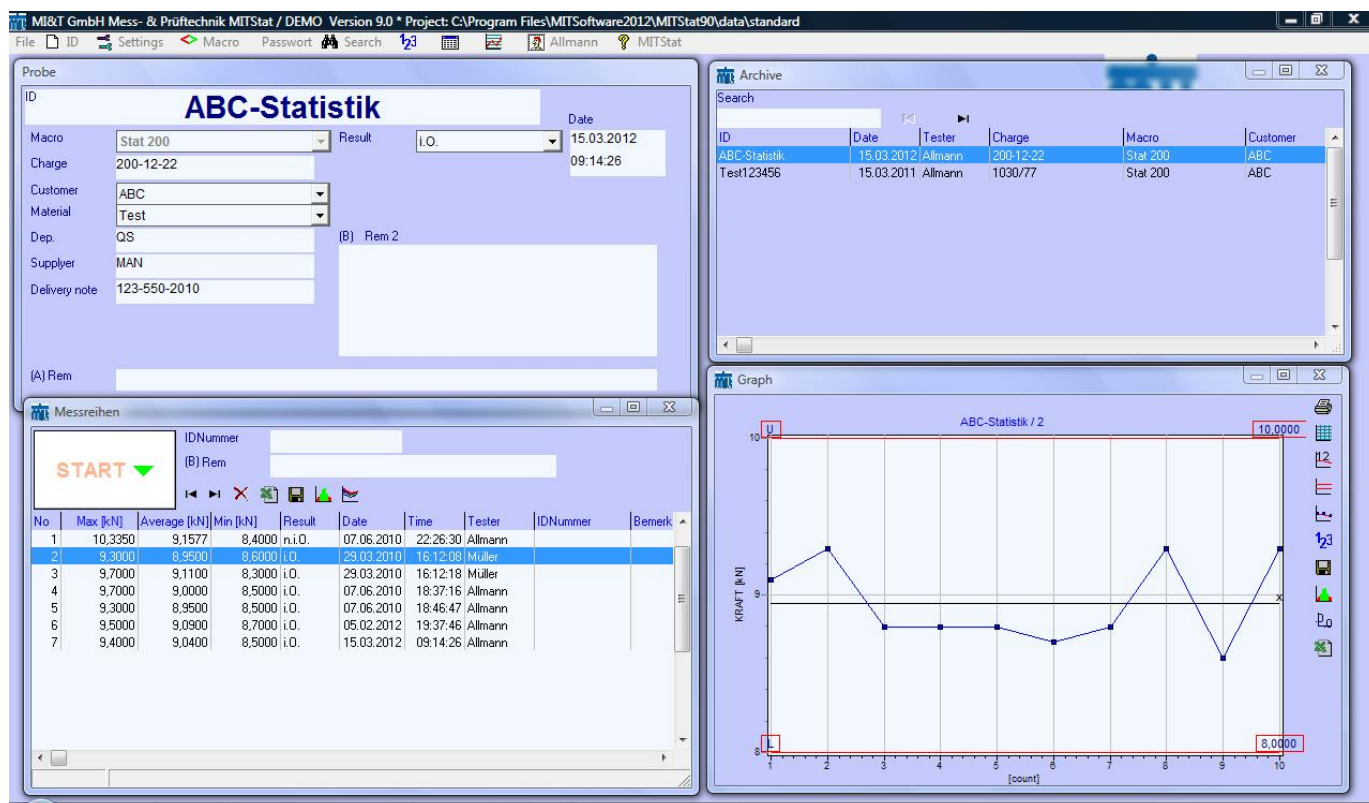 MI&T GmbH Mess- & Prüftechnik MITStat / DEMO Version 9.0 * Project: C:\Program Files\MITSoftware2012\MITStat90\data\standard
File ID Settings Macro Passwort Search 123 Allmann MITStat
Probe
ID ABC-Statistik
Date
Macro Stat 200 Result i.O. 15.03.2012
Charge 200-12-22 09:14:26
Customer ABC
Material Test
Dep. QS (B) Rem 2
Supplyer MAN
Delivery note 123-550-2010
(A) Rem
Archive
Search
ID Date Tester Charge Macro Customer
ABC-Statistik 15.03.2012 Allmann 200-12-22 Stat 200 ABC
Test123456 15.03.2011 Allmann 1030/77 Stat 200 ABC
Messreihen
START
IDNummer
(B) Rem
No Max [kN] Average [kN] Min [kN] Result Date Time Tester IDNummer Bemerk
1 10,3350 9,1577 8,4000 n.i.O. 07.06.2010 22:26:30 Allmann
2 9,3000 8,9500 8,6000 i.O. 29.03.2010 16:12:08 Müller
3 9,7000 9,1100 8,3000 i.O. 29.03.2010 16:12:18 Müller
4 9,7000 9,0000 8,5000 i.O. 07.06.2010 18:37:16 Allmann
5 9,3000 8,9500 8,5000 i.O. 07.06.2010 18:46:47 Allmann
6 9,5000 9,0900 8,7000 i.O. 05.02.2012 19:37:46 Allmann
7 9,4000 9,0400 8,5000 i.O. 15.03.2012 09:14:26 Allmann
Graph
ABC-Statistik / 2
10 U 10,0000
12
123
KRAFT [kN]
9 x
8 L 8,0000
1 2 3 4 5 6 7 8 9 10
[count]